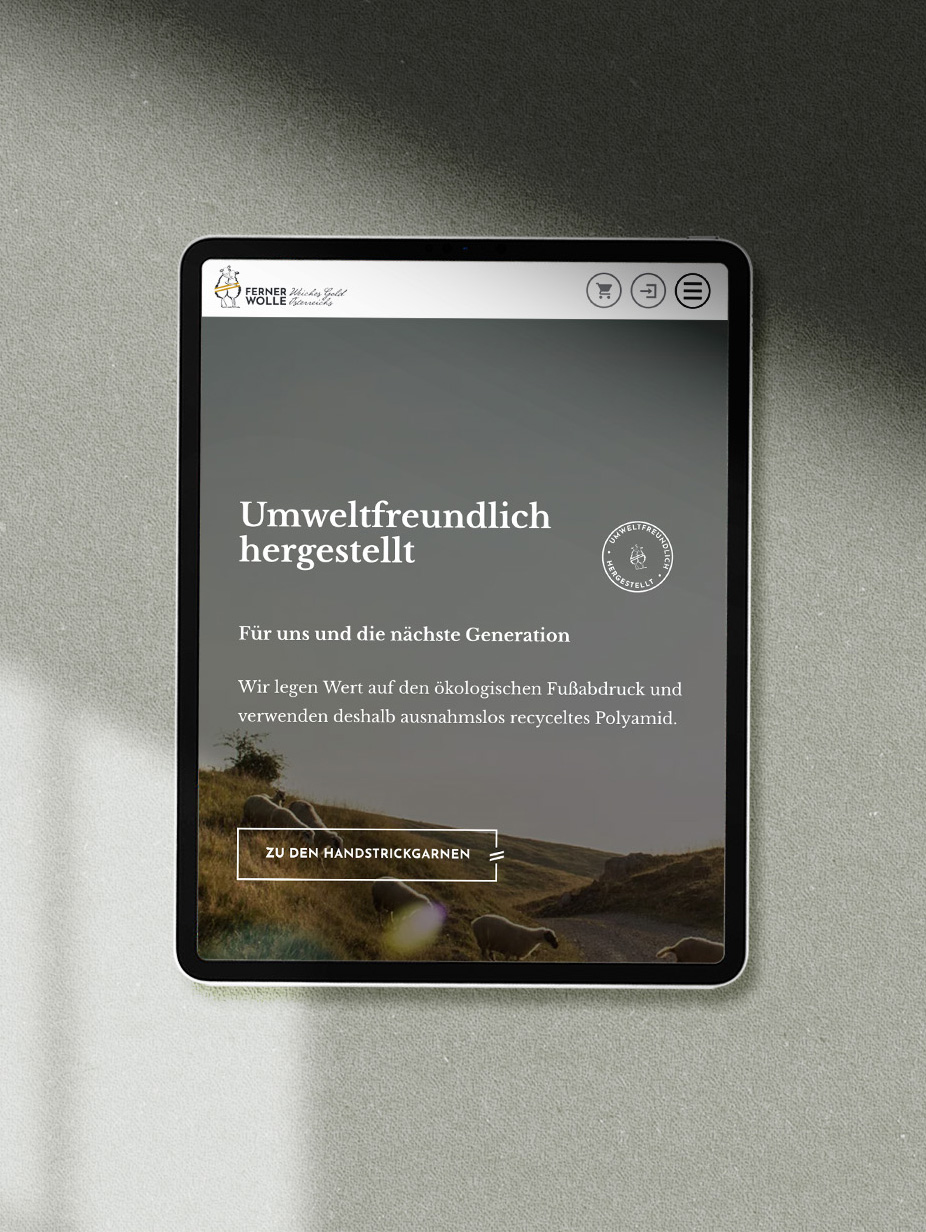 FERNER
WOLLE
Weiches Gold
Österreichs
Umweltfreundlich
hergestellt
UMWELTFREUNDLICH
HERGESTELLT
Für uns und die nächste Generation
Wir legen Wert auf den ökologischen Fußabdruck und
verwenden deshalb ausnahmslos recyceltes Polyamid.
ZU DEN HANDSTRICKGARNEN